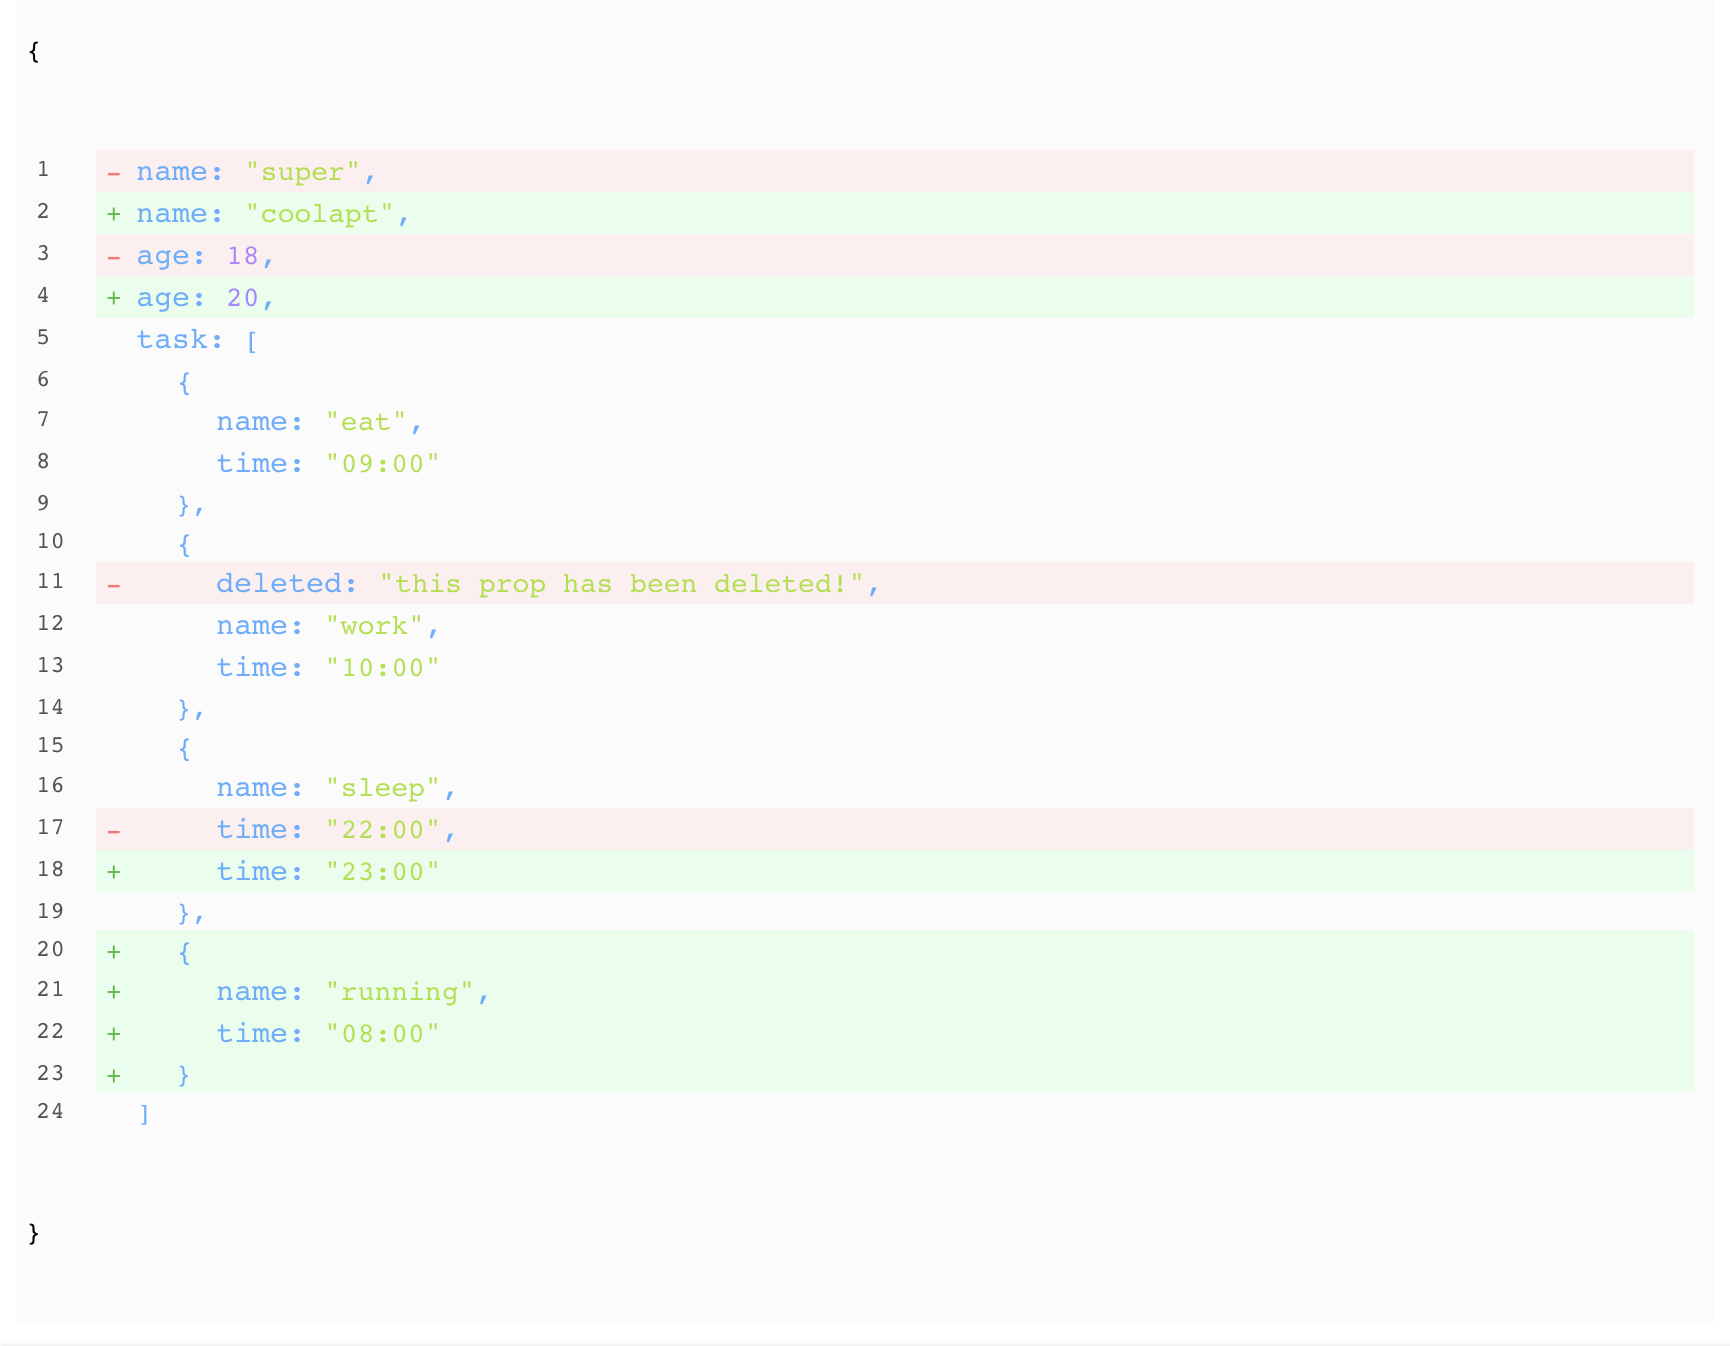 {
1 - name: "super",
2 + name: "coolapt",
3 - age: 18,
4 + age: 20,
5 task: [
6 {
7 name: "eat",
8 time: "09:00"
9 },
10 {
11 - deleted: "this prop has been deleted!",
12 name: "work",
13 time: "10:00"
14 },
15 {
16 name: "sleep",
17 - time: "22:00",
18 + time: "23:00"
19 },
20 + {
21 + name: "running",
22 + time: "08:00"
23 + }
24 ]
}